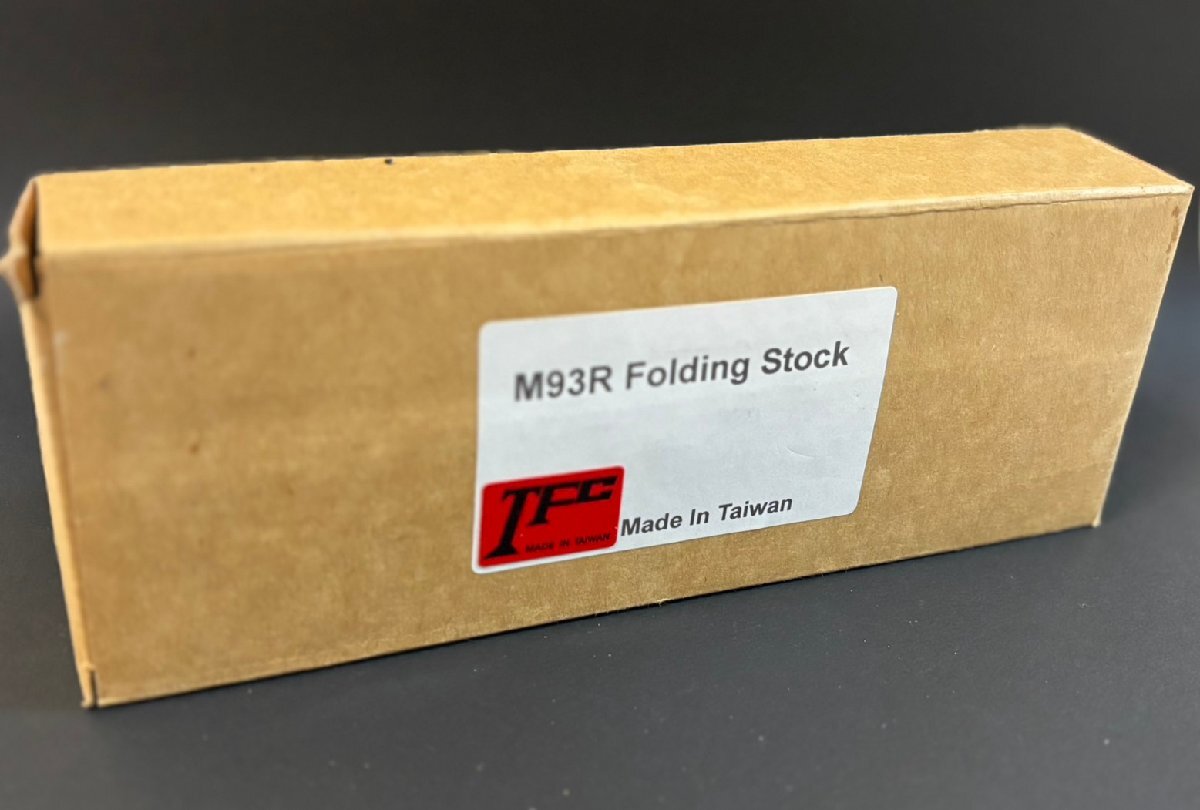 M93R Folding Stock
TFC
MADE IN TAIWAN
Made In Taiwan